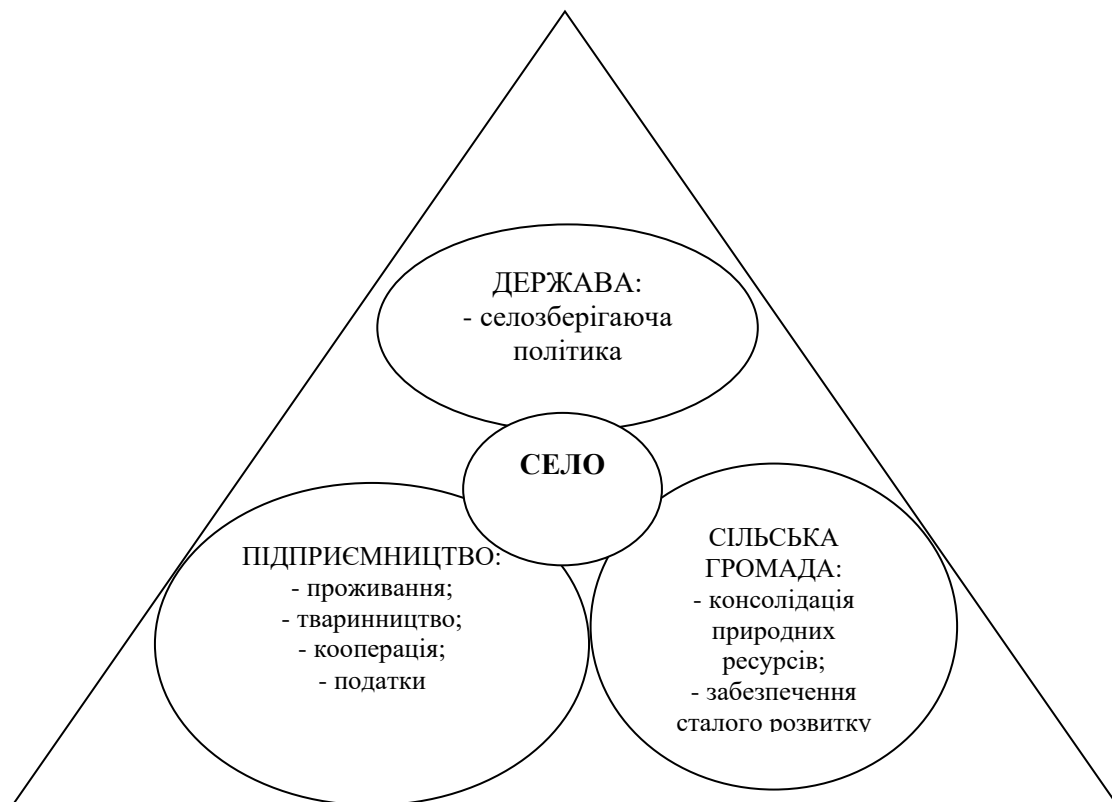 ДЕРЖАВА:
- селозберігаюча
політика
СЕЛО
ПІДПРИЄМНИЦТВО:
- проживання;
- тваринництво;
- кооперація;
- податки
СІЛЬСЬКА
ГРОМАДА:
- консолідація
природних
ресурсів;
- забезпечення
сталого розвитку